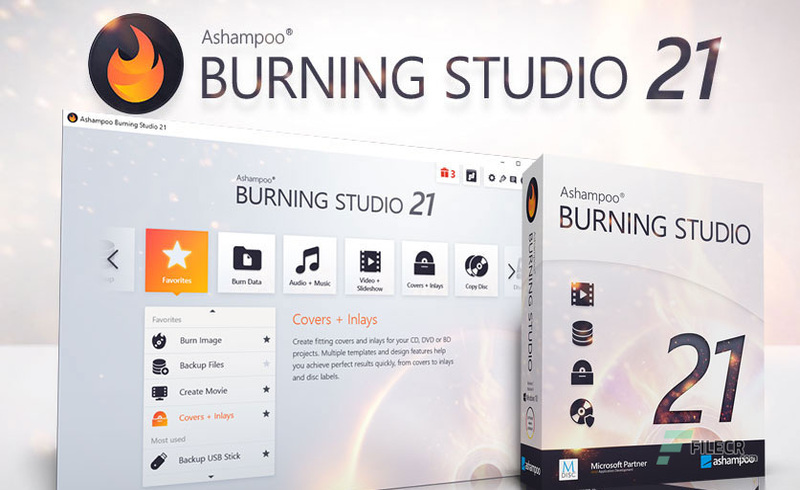 Ashampoo®
BURNING STUDIO 21
Ashampoo Burning Studio 21
3
Ashampoo®
BURNING STUDIO 21
Favorites
Burn Data
Audio + Music
Video +
Slideshow
Covers + Inlays
Copy Disc
Favorites
Burn Image
Backup Files
Create Movie
Covers + Inlays
Most used
Backup USB Stick
Covers + Inlays
Create fitting covers and inlays for your CD, DVD or BD
projects. Multiple templates and design features help
you achieve perfect results quickly, from covers to inlays
and disc labels.
Ashampoo®
BURNING STUDIO
21
BURNING STUDIO 21
ashampoo
M
DISC
Microsoft Partner
ashampoo
FILECR